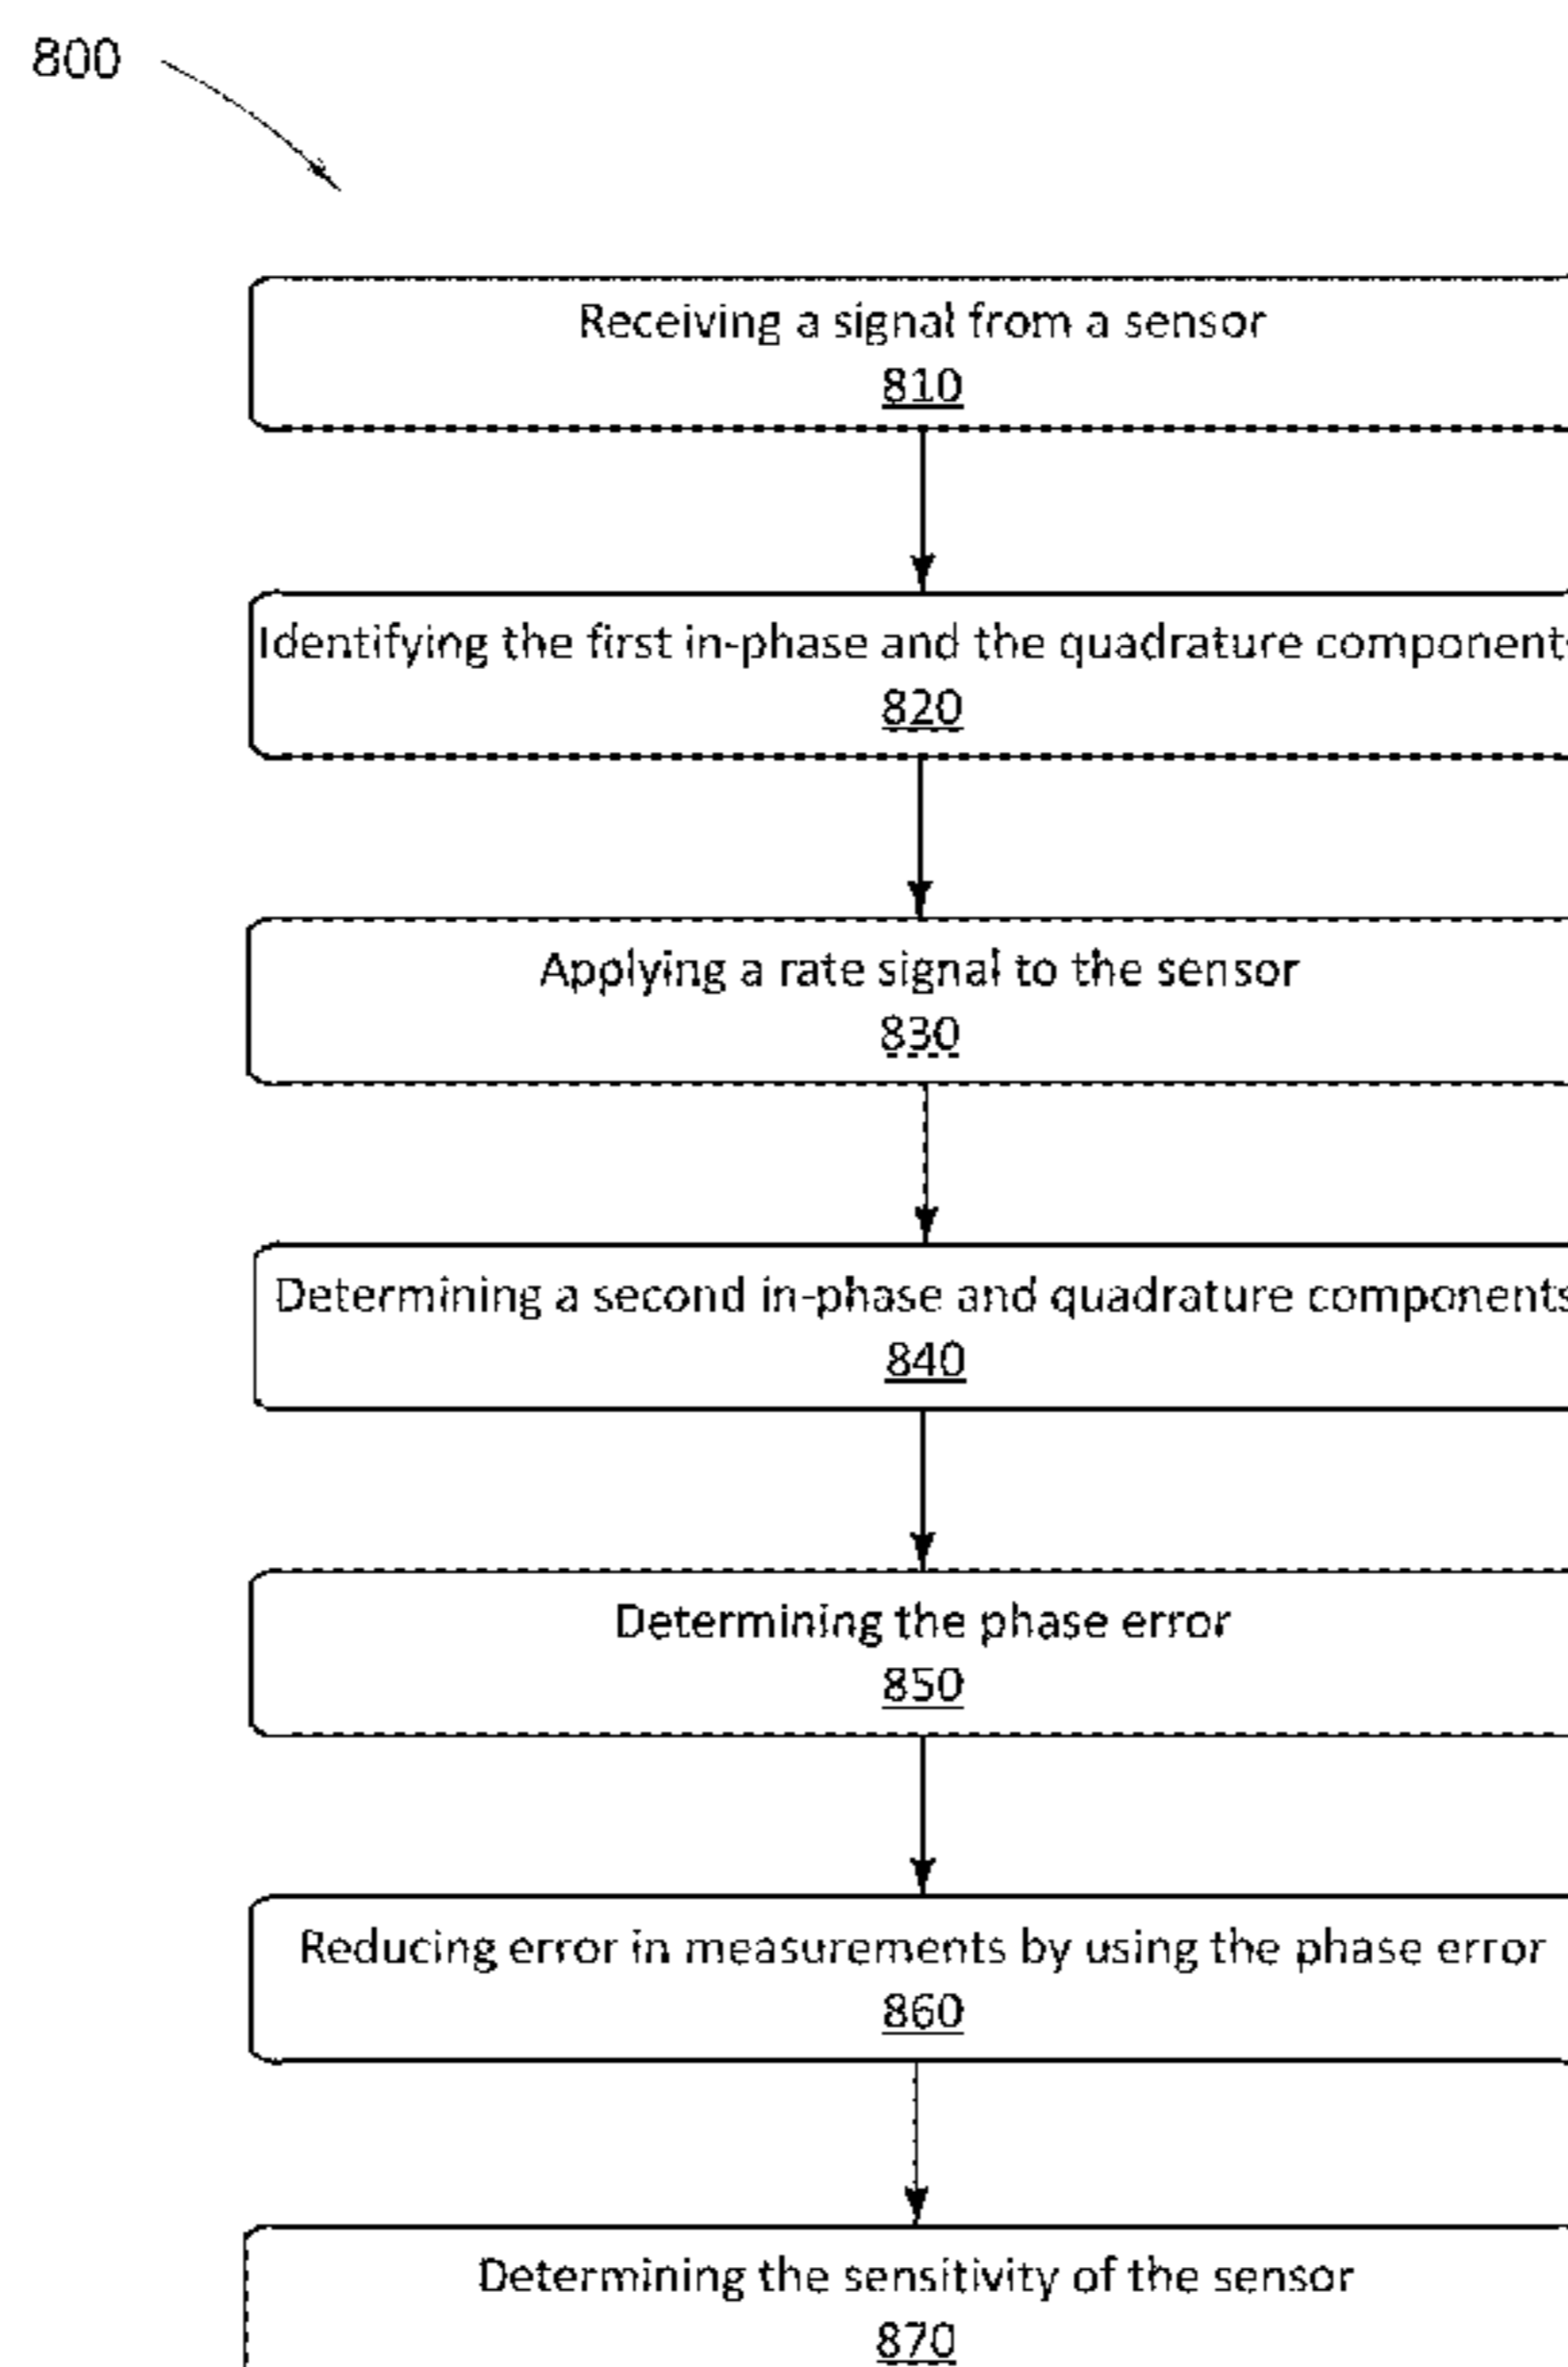 800
Receiving a signal from a sensor
810
Identifying the first in-phase and the quadrature component
820
Applying a rate signal to the sensor
830
Determining a second in-phase and quadrature components
840
Determining the phase error
850
Reducing error in measurements by using the phase error
860
Determining the sensitivity of the sensor
870